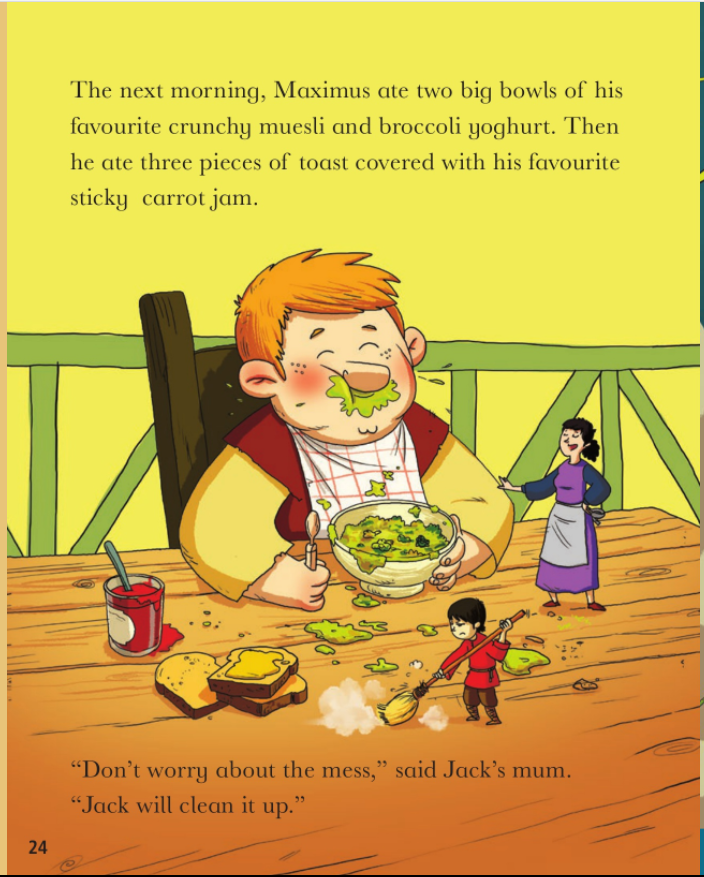 The next morning, Maximus ate two big bowls of his
favourite crunchy muesli and broccoli yoghurt. Then
he ate three pieces of toast covered with his favourite
sticky carrot jam.
“Don’t worry about the mess,” said Jack’s mum.
“Jack will clean it up.”
24